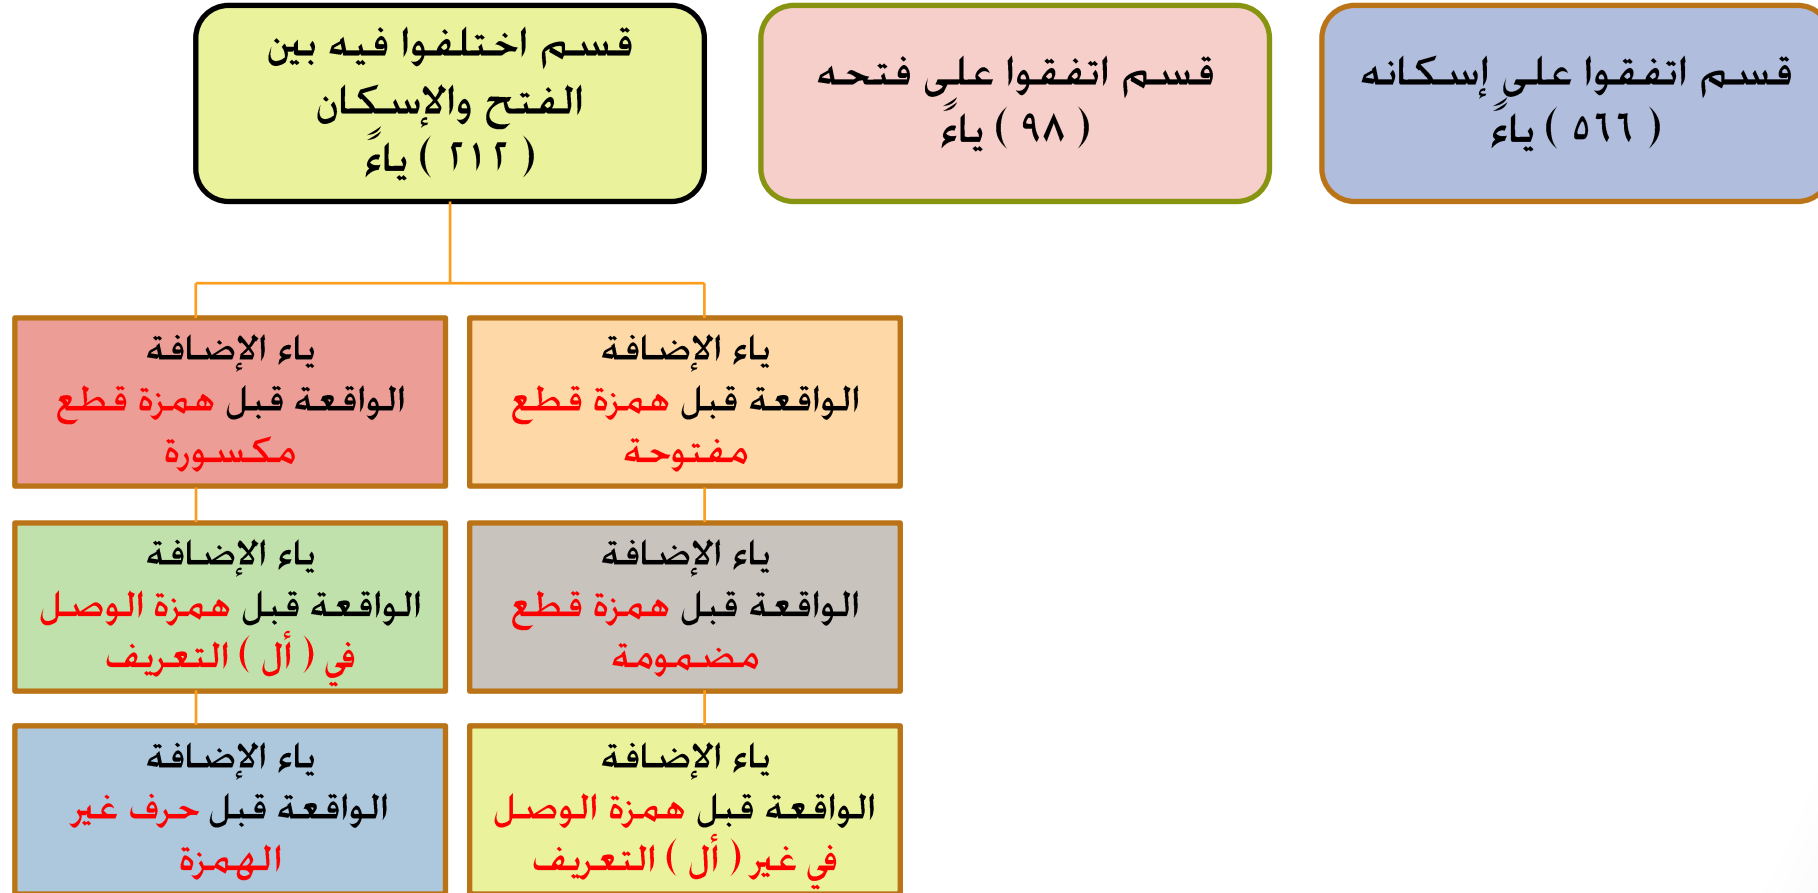 قسم اتفقوا على إسكانه
( ٥٦٦ ) ياءً
قسم اتفقوا على فتحه
( ٩٨ ) ياءً
قسم اختلفوا فيه بين
الفتح والإسكان
( ٢١٢ ) ياءً
ياء الإضافة
الواقعة قبل همزة قطع
مفتوحة
ياء الإضافة
الواقعة قبل همزة قطع
مكسورة
ياء الإضافة
الواقعة قبل همزة قطع
مضمومة
ياء الإضافة
الواقعة قبل همزة الوصل
في ( أل ) التعريف
ياء الإضافة
الواقعة قبل همزة الوصل
في غير ( أل ) التعريف
ياء الإضافة
الواقعة قبل حرف غير
الهمزة